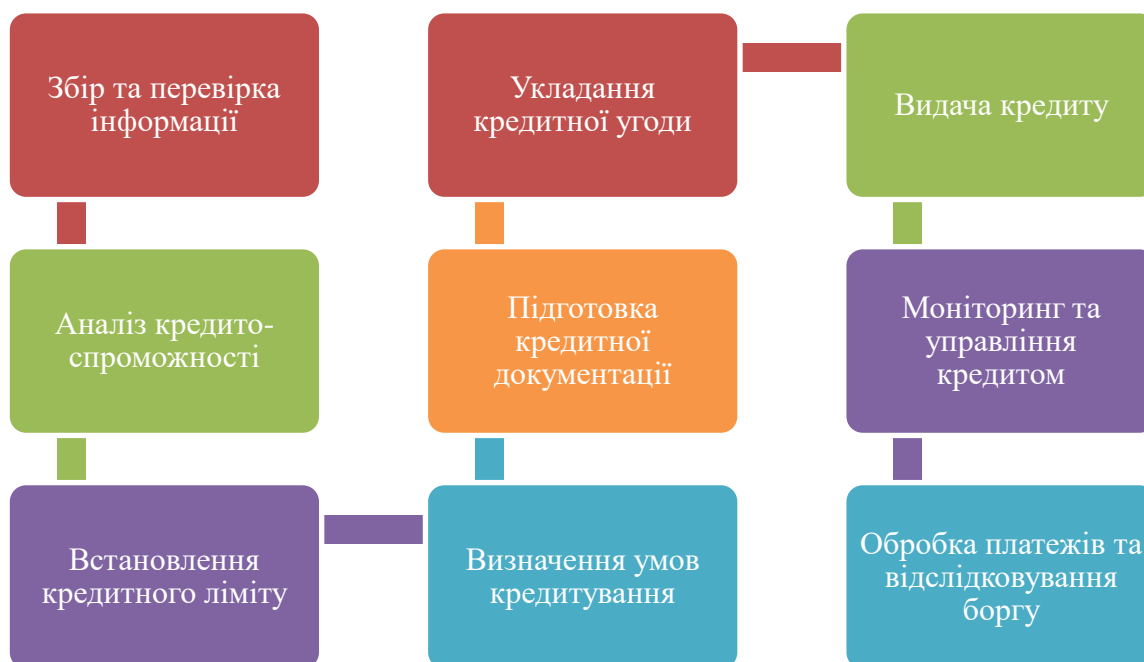 Збір та перевірка
інформації
Аналіз кредито-
спроможності
Встановлення
кредитного ліміту
Визначення умов
кредитування
Підготовка
кредитної
документації
Укладання
кредитної угоди
Видача кредиту
Моніторинг та
управління
кредитом
Обробка платежів та
відслідковування
боргу